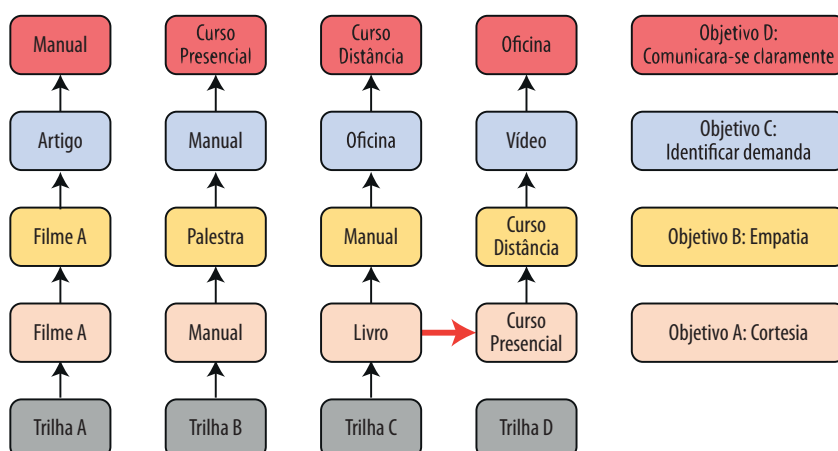 Manual
Curso
Presencial
Curso
Distância
Oficina
Objetivo D:
Comunicara-se claramente
Artigo
Manual
Oficina
Vídeo
Objetivo C:
Identificar demanda
Filme A
Palestra
Manual
Curso
Distância
Objetivo B: Empatia
Filme A
Manual
Livro
Curso
Presencial
Objetivo A: Cortesia
Trilha A
Trilha B
Trilha C
Trilha D